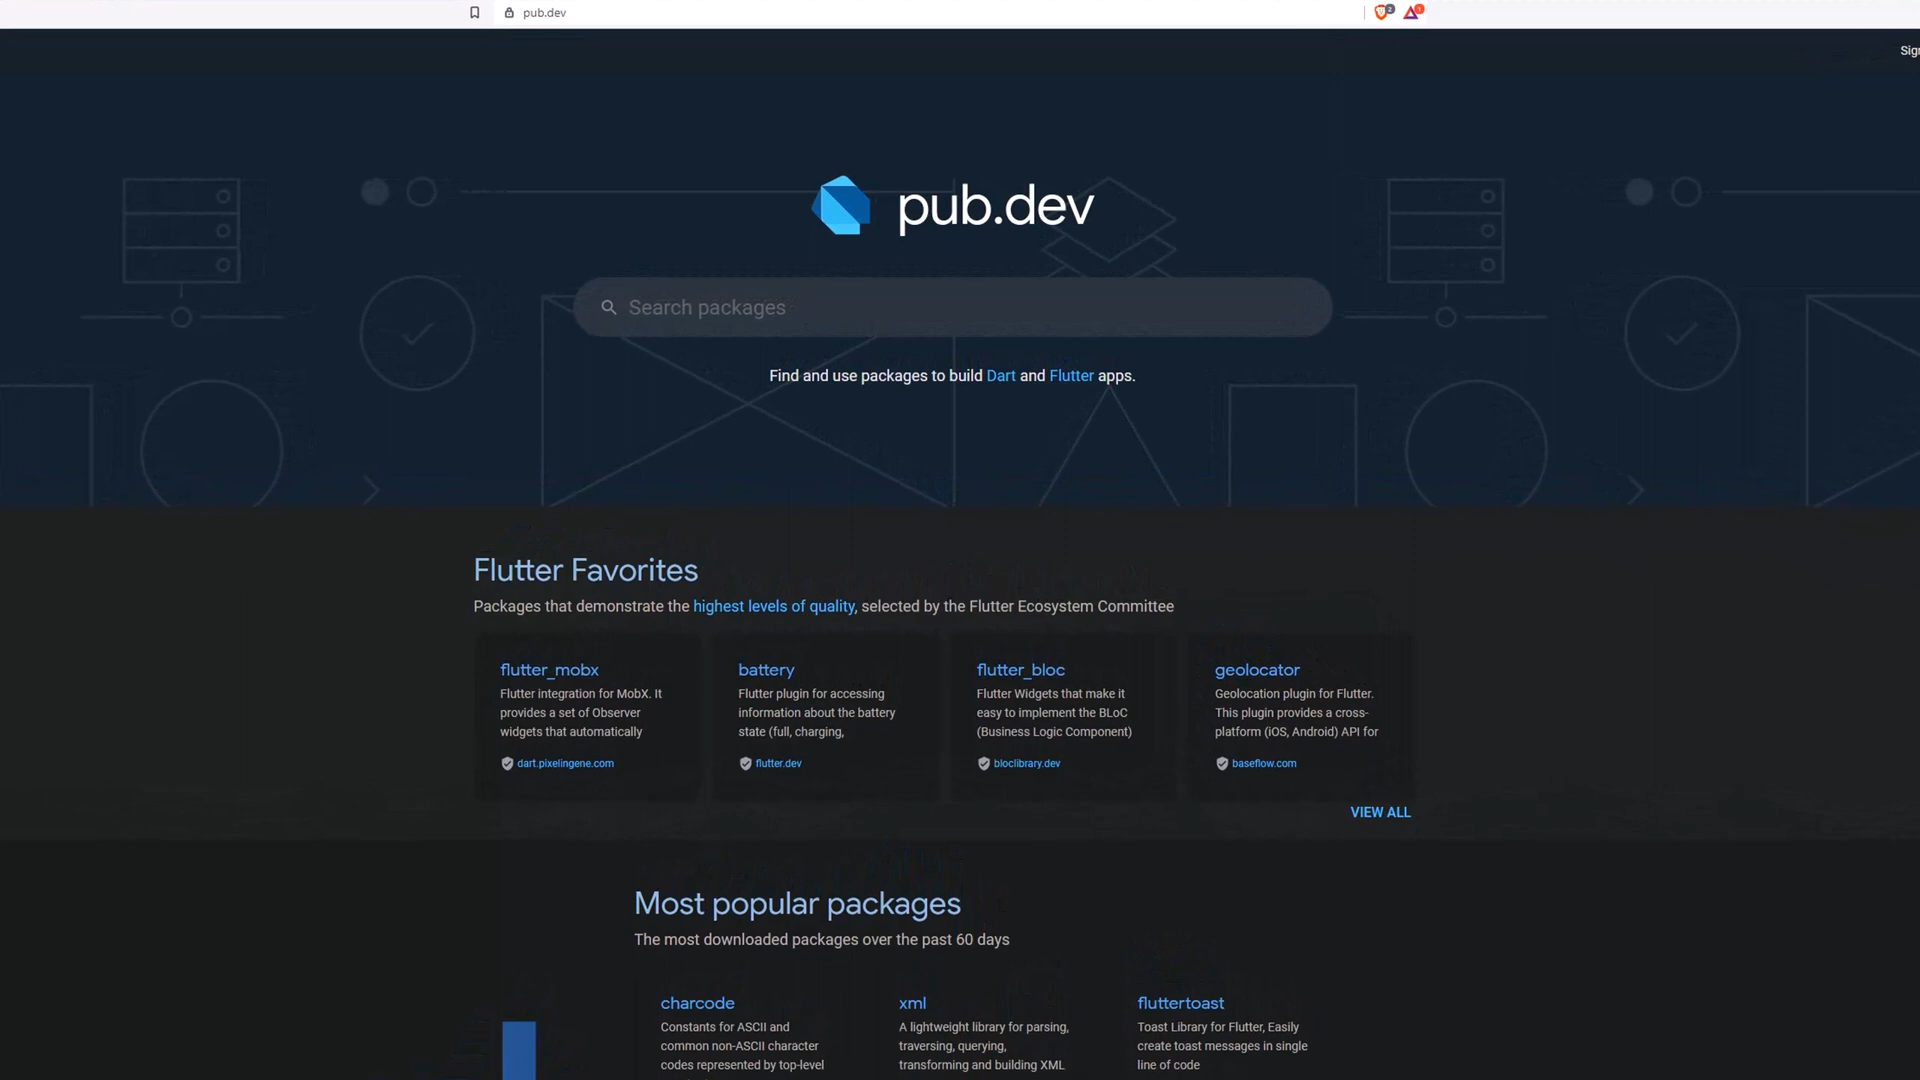 pub.dev
2
1
pub.dev
Search packages
Find and use packages to build Dart and Flutter apps.
Flutter Favorites
Packages that demonstrate the highest levels of quality, selected by the Flutter Ecosystem Committee
flutter_mobx
Flutter integration for MobX. It
provides a set of Observer
widgets that automatically
dart.pixelingene.com
battery
Flutter plugin for accessing
information about the battery
state (full, charging,
flutter.dev
flutter_bloc
Flutter Widgets that make it
easy to implement the BLoC
(Business Logic Component)
bloclibrary.dev
geolocator
Geolocation plugin for Flutter.
This plugin provides a cross-
platform (iOS, Android) API for
baseflow.com
VIEW ALL
Most popular packages
The most downloaded packages over the past 60 days
charcode
Constants for ASCII and
common non-ASCII character
codes represented by top-level
xml
A lightweight library for parsing,
traversing, querying,
transforming and building XML
fluttertoast
Toast Library for Flutter, Easily
create toast messages in single
line of code